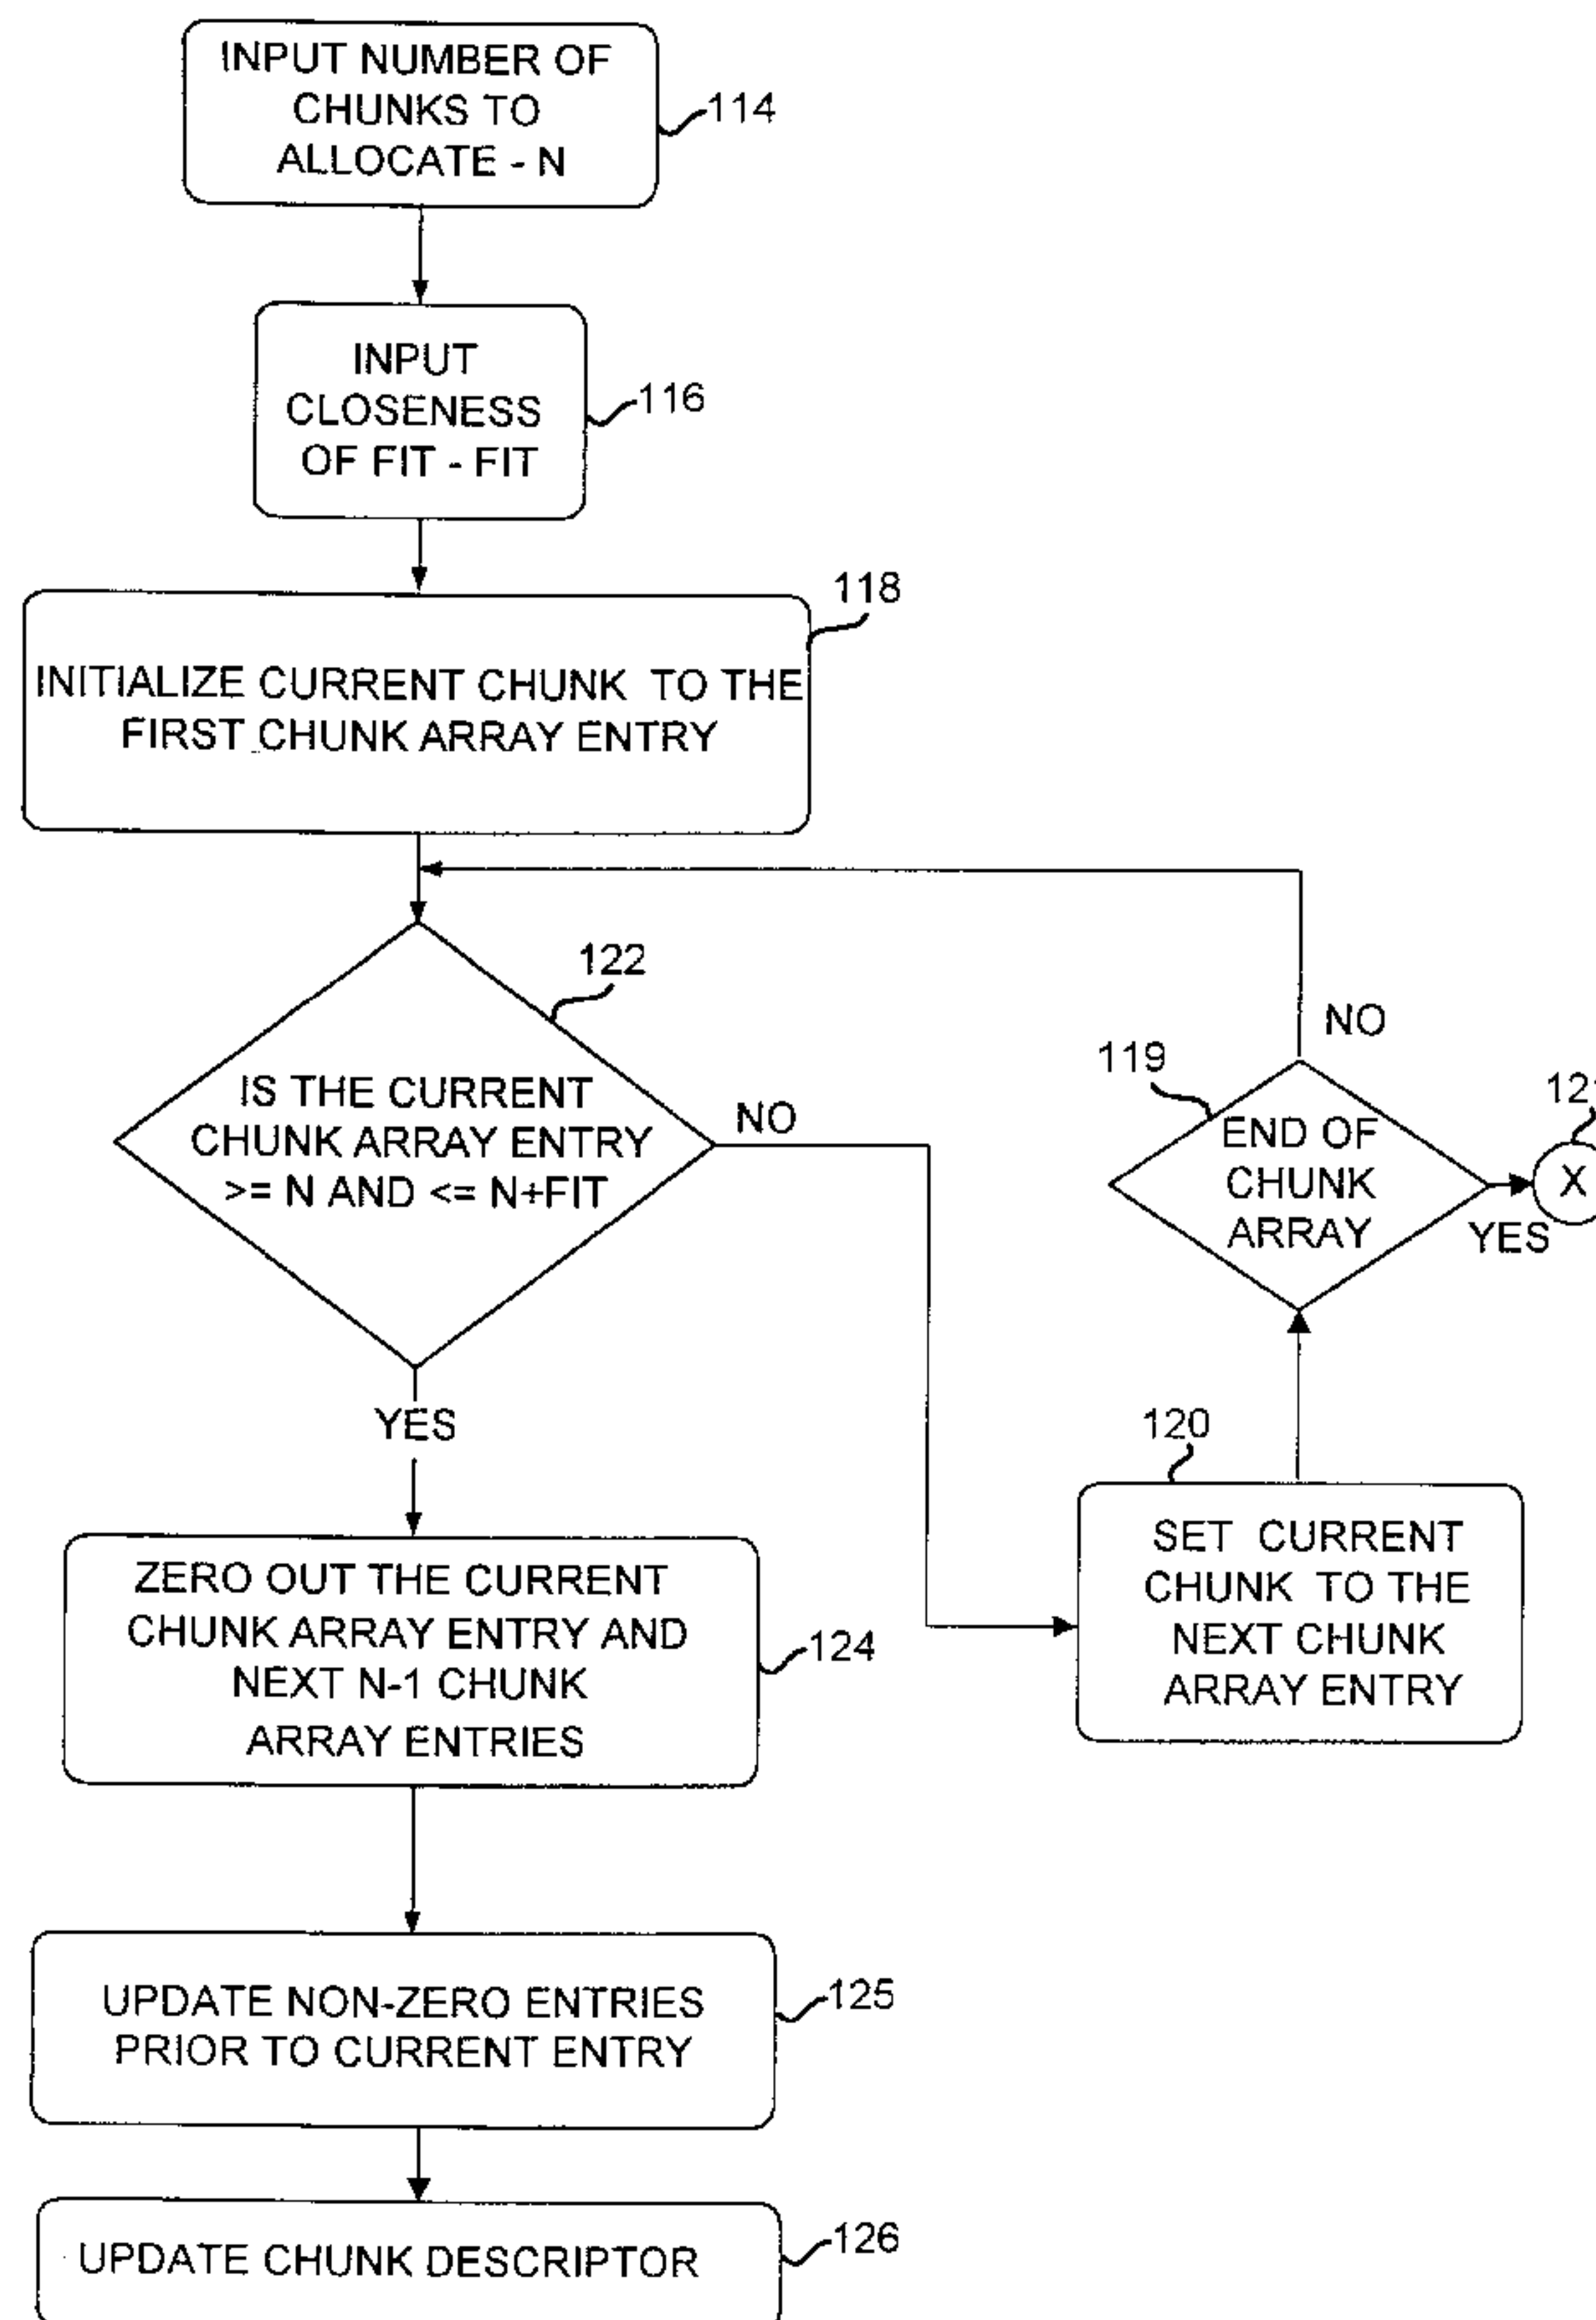 INPUT NUMBER OF
CHUNKS TO
ALLOCATE - N
114
INPUT
CLOSENESS
OF FIT - FIT
116
118
INITIALIZE CURRENT CHUNK TO THE
FIRST CHUNK ARRAY ENTRY
122
IS THE CURRENT
CHUNK ARRAY ENTRY
>= N AND <= N+FIT
NO
NO
119
END OF
CHUNK
ARRAY
X
YES
YES
120
SET CURRENT
CHUNK TO THE
NEXT CHUNK
ARRAY ENTRY
ZERO OUT THE CURRENT
CHUNK ARRAY ENTRY AND
NEXT N-1 CHUNK
ARRAY ENTRIES
124
UPDATE NON-ZERO ENTRIES
PRIOR TO CURRENT ENTRY
125
UPDATE CHUNK DESCRIPTOR
126